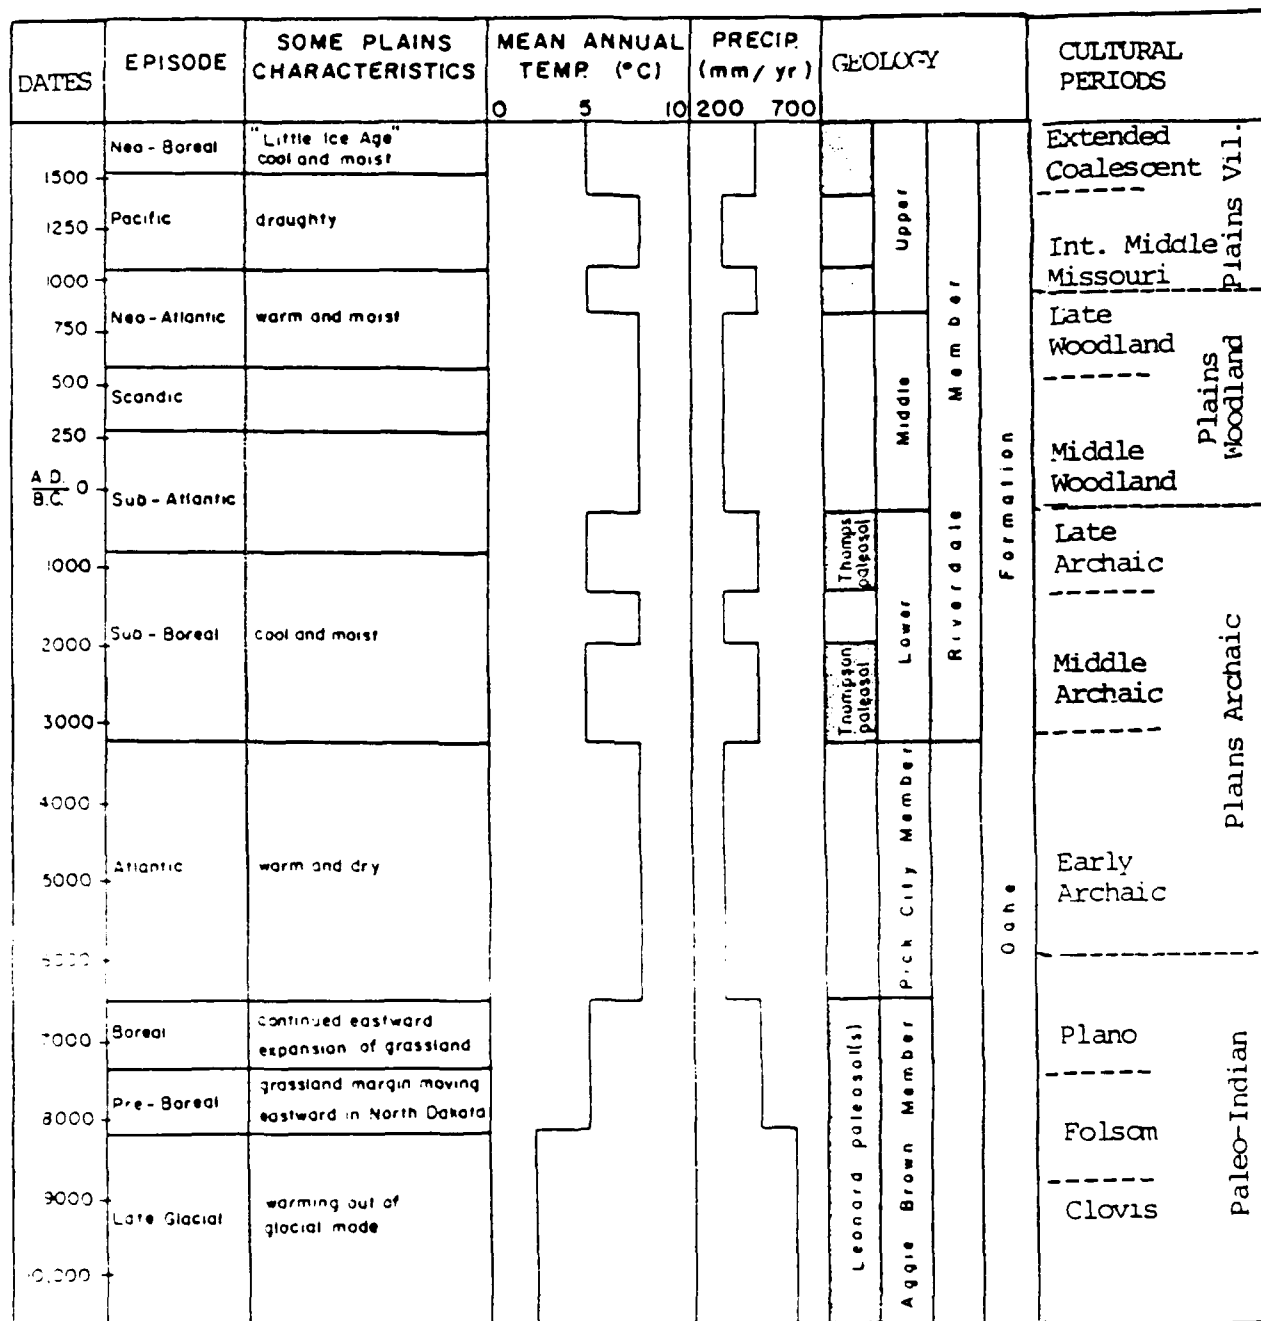 DATES
EPISODE
SOME PLAINS
CHARACTERISTICS
MEAN ANNUAL
TEMP. (°C)
0 5 10
PRECIP.
(mm/ yr)
200 700
GEOLOGY
CULTURAL
PERIODS
1500
1250
1000
750
500
250
A.D.
B.C. 0
1000
2000
3000
4000
5000
7000
8000
9000
Neo - Boreal
"Little Ice Age"
cool and moist
Pacific
draughty
Neo - Atlantic
warm and moist
Scandic
Sub - Atlantic
Sub - Boreal
cool and moist
Atlantic
warm and dry
Boreal
continued eastward
expansion of grassland
Pre - Boreal
grassland margin moving
eastward in North Dakota
Late Glacial
warming out of
glacial mode
Thomps
paleosol
Thompson
paleosol
Leonard paleosol(s)
Upper
Middle
Lower
Pick City Member
Aggie Brown Member
Riverdale Member
Oahe Formation
Extended
Coalescent
Int. Middle
Missouri
Plains Vil.
Late
Woodland
Middle
Woodland
Plains
Woodland
Late
Archaic
Middle
Archaic
Early
Archaic
Plains Archaic
Plano
Folsom
Clovis
Paleo-Indian